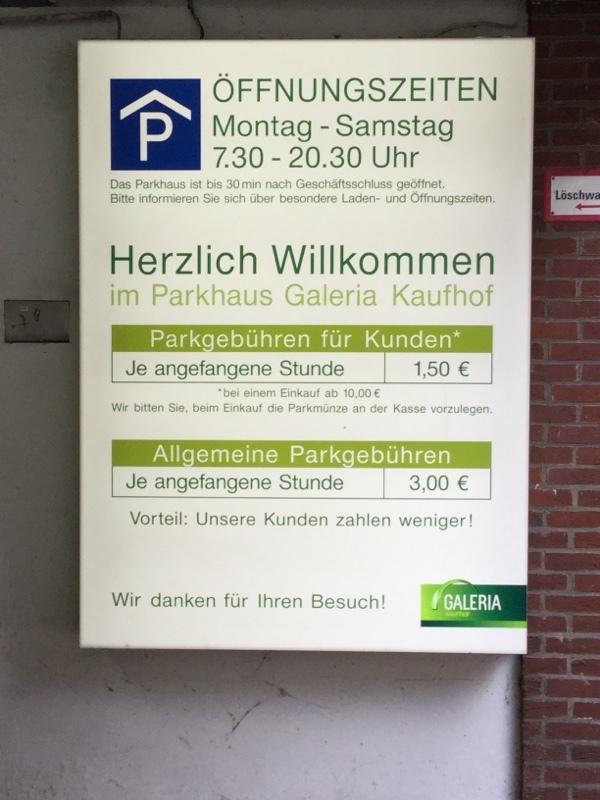 P
ÖFFNUNGSZEITEN
Montag - Samstag
7.30 - 20.30 Uhr
Das Parkhaus ist bis 30 min nach Geschäftsschluss geöffnet.
Bitte informieren Sie sich über besondere Laden- und Öffnungszeiten.
Herzlich Willkommen
im Parkhaus Galeria Kaufhof
Parkgebühren für Kunden*
Je angefangene Stunde 1,50 €
*bei einem Einkauf ab 10,00 €
Wir bitten Sie, beim Einkauf die Parkmünze an der Kasse vorzulegen.
Allgemeine Parkgebühren
Je angefangene Stunde 3,00 €
Vorteil: Unsere Kunden zahlen weniger!
Wir danken für Ihren Besuch!
GALERIA
Kaufhof
Löschwa